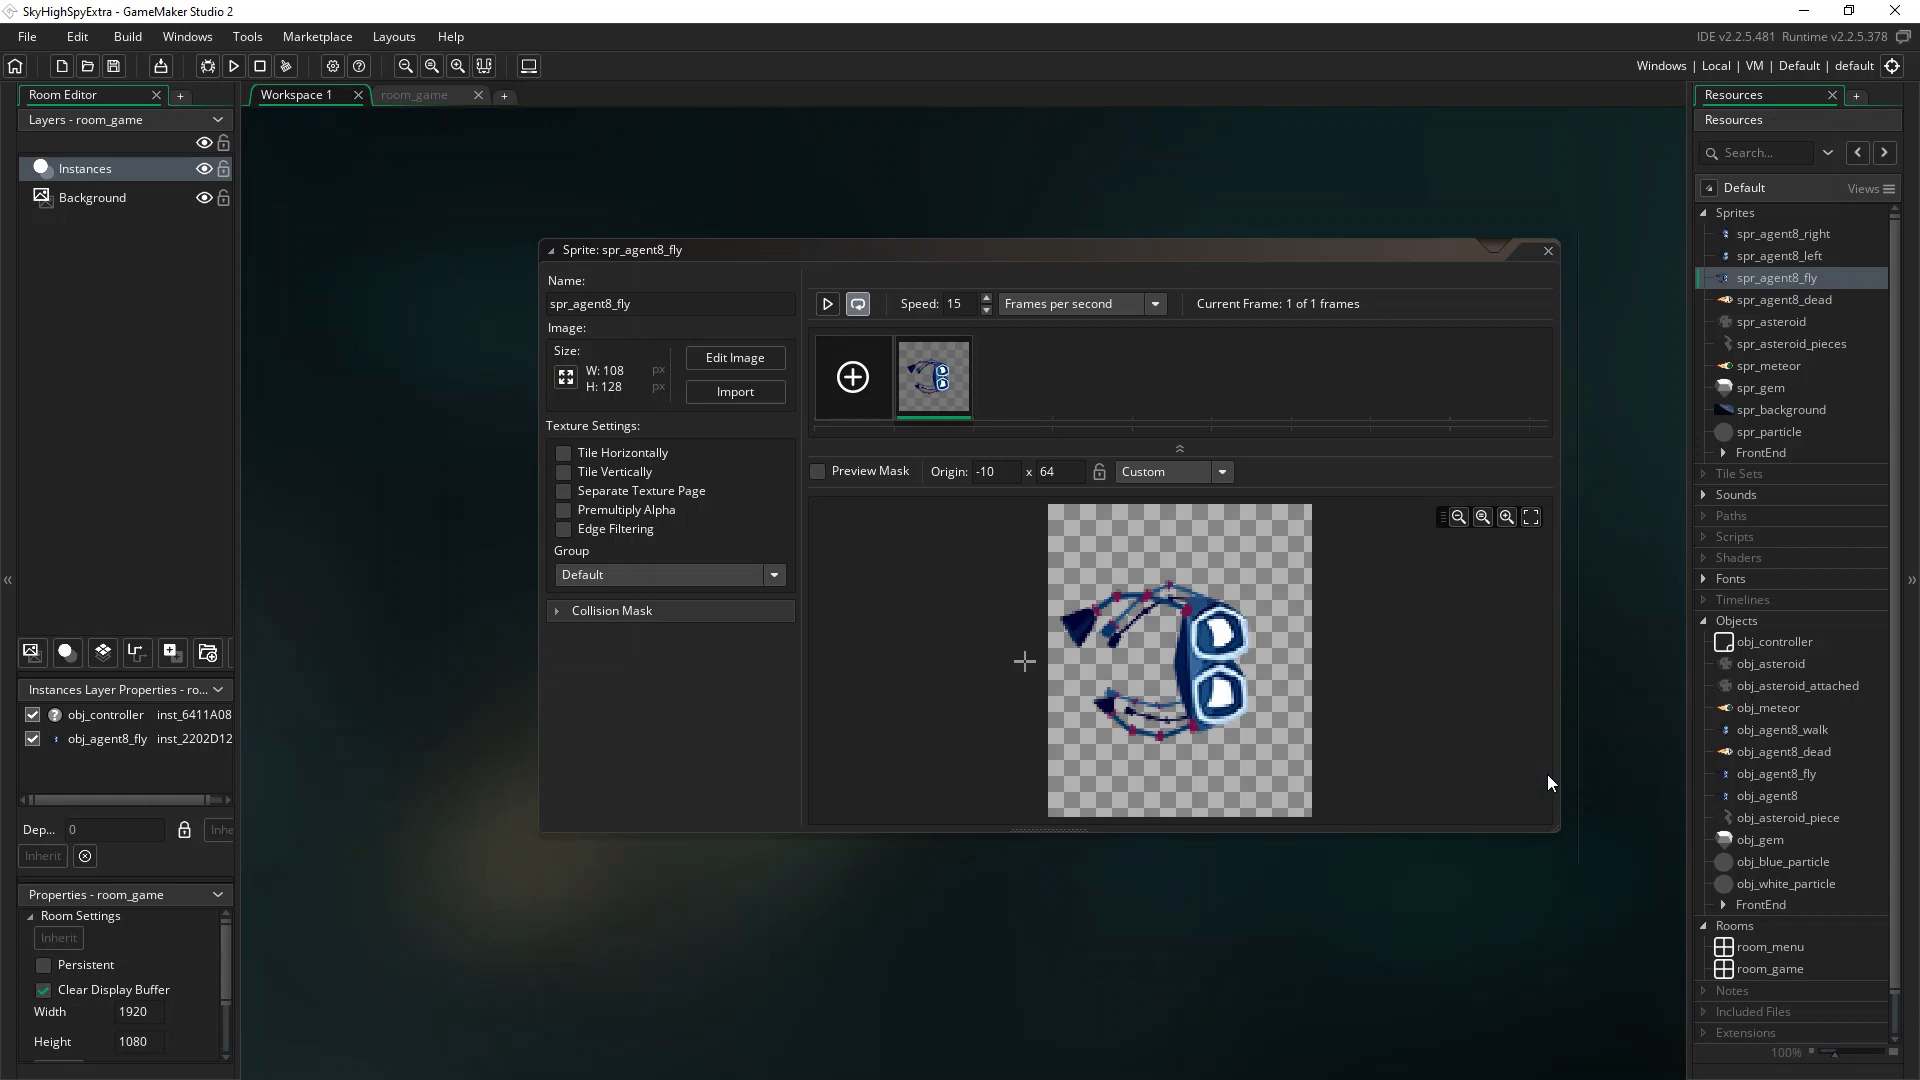 SkyHighSpyExtra - GameMaker Studio 2
File Edit Build Windows Tools Marketplace Layouts Help
IDE v2.2.5.481 Runtime v2.2.5.378
Windows | Local | VM | Default | default
Room Editor
Layers - room_game
Instances
Background
Instances Layer Properties - ro...
obj_controller inst_6411A08
obj_agent8_fly inst_2202D12
Dep... 0 Inhe
Inherit
Properties - room_game
Room Settings
Inherit
Persistent
Clear Display Buffer
Width 1920
Height 1080
Workspace 1 room_game
Sprite: spr_agent8_fly
Name:
spr_agent8_fly
Image:
Size:
W: 108 px
H: 128 px
Edit Image
Import
Texture Settings:
Tile Horizontally
Tile Vertically
Separate Texture Page
Premultiply Alpha
Edge Filtering
Group
Default
Collision Mask
Speed: 15 Frames per second Current Frame: 1 of 1 frames
Preview Mask Origin: -10 x 64 Custom
Resources
Resources
Search...
Default Views
Sprites
spr_agent8_right
spr_agent8_left
spr_agent8_fly
spr_agent8_dead
spr_asteroid
spr_asteroid_pieces
spr_meteor
spr_gem
spr_background
spr_particle
FrontEnd
Tile Sets
Sounds
Paths
Scripts
Shaders
Fonts
Timelines
Objects
obj_controller
obj_asteroid
obj_asteroid_attached
obj_meteor
obj_agent8_walk
obj_agent8_dead
obj_agent8_fly
obj_agent8
obj_asteroid_piece
obj_gem
obj_blue_particle
obj_white_particle
FrontEnd
Rooms
room_menu
room_game
Notes
Included Files
Extensions
100%